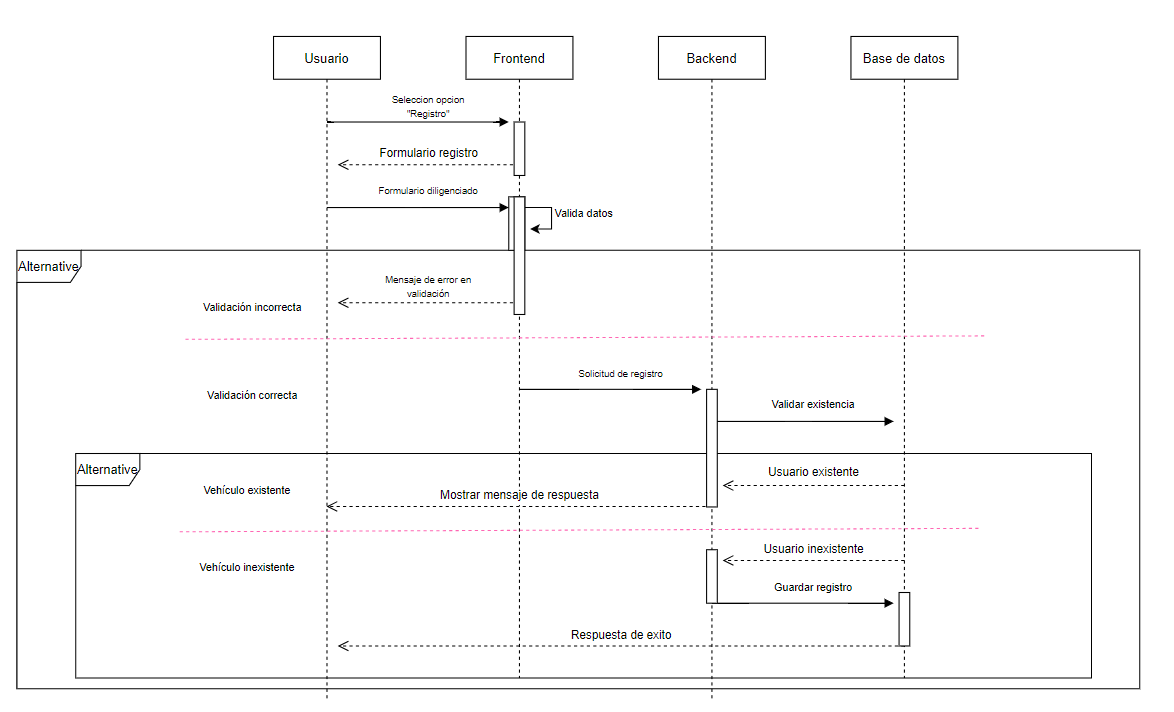 Usuario
Frontend
Backend
Base de datos
Seleccion opcion
"Registro"
Formulario registro
Formulario diligenciado
Valida datos
Alternative
Mensaje de error en
validación
Validación incorrecta
Solicitud de registro
Validación correcta
Validar existencia
Alternative
Usuario existente
Vehículo existente
Mostrar mensaje de respuesta
Usuario inexistente
Vehículo inexistente
Guardar registro
Respuesta de exito